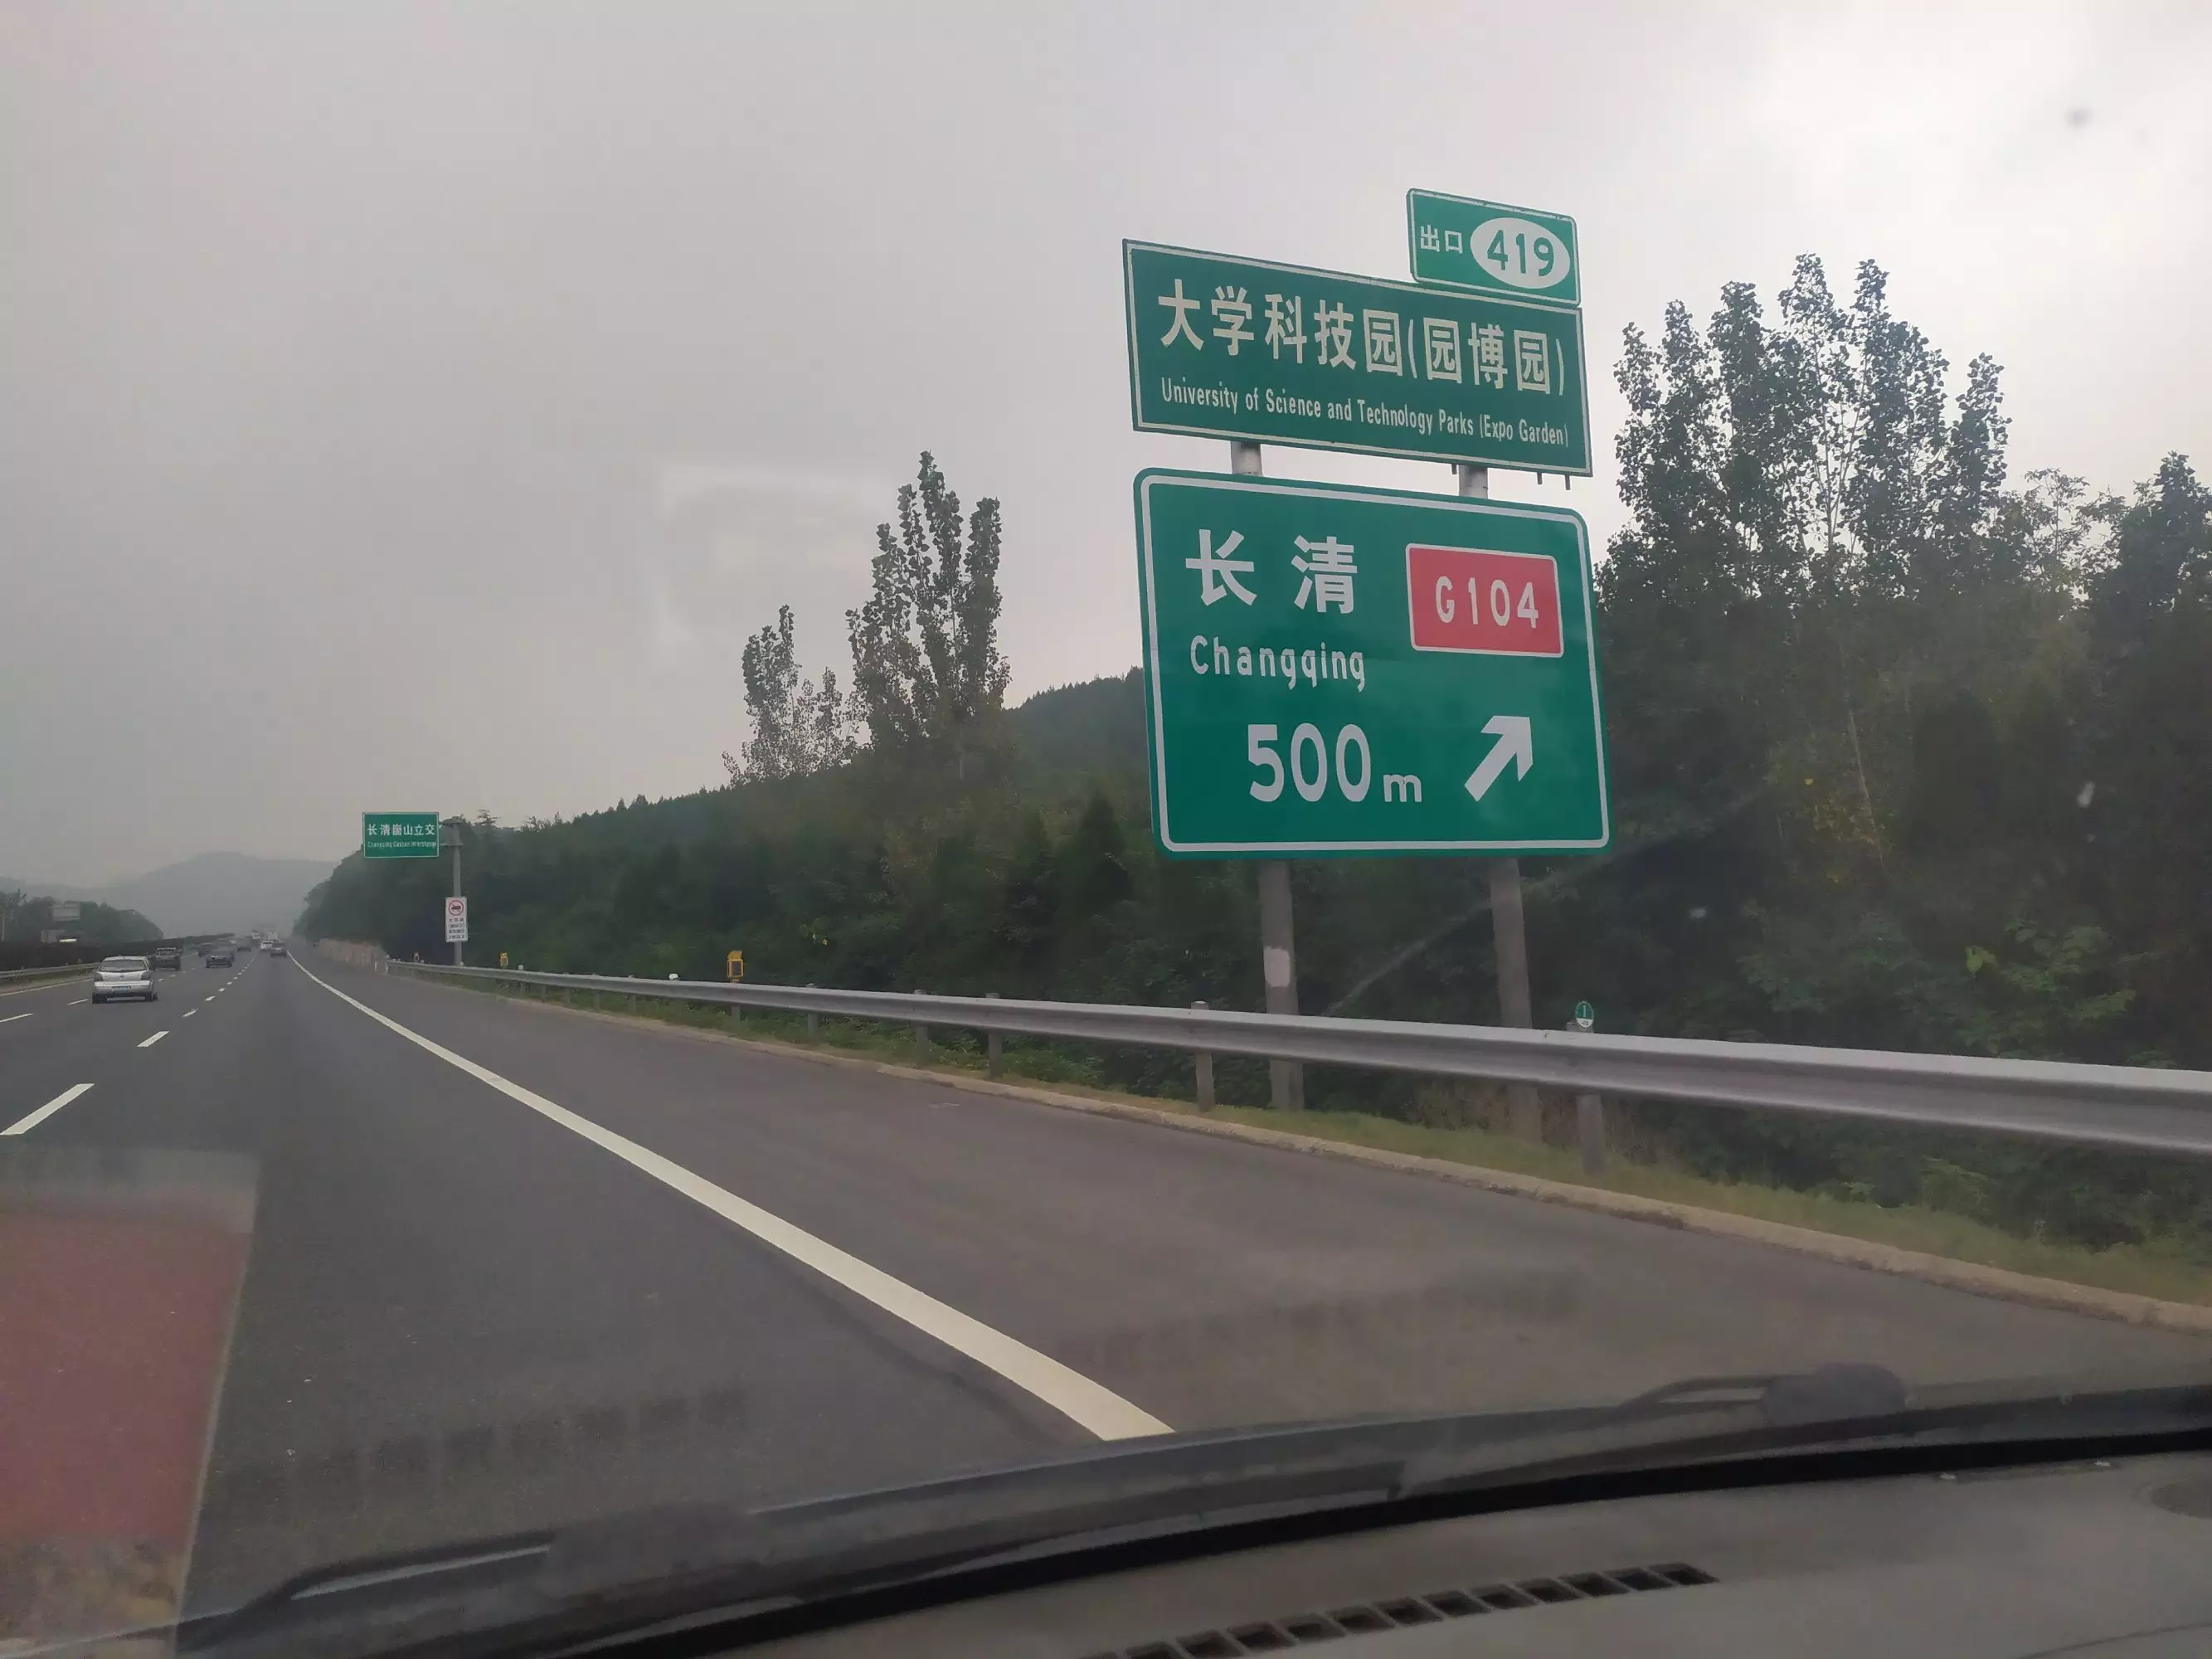 出口 419
大学科技园(园博园)
University of Science and Technology Parks (Expo Garden)
长清 G104
Changqing
500m
长清崮山立交